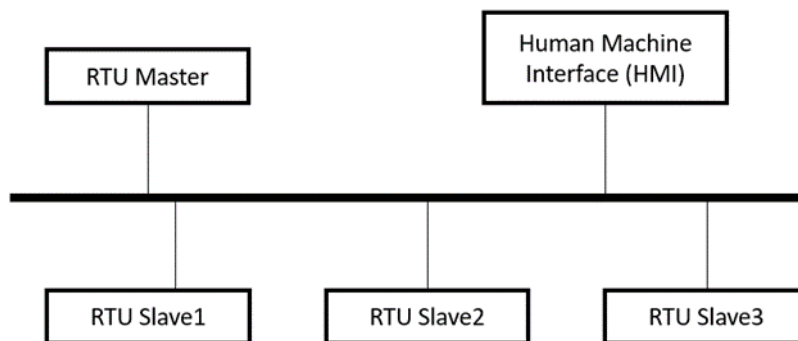 RTU Master
Human Machine
Interface (HMI)
RTU Slave1
RTU Slave2
RTU Slave3